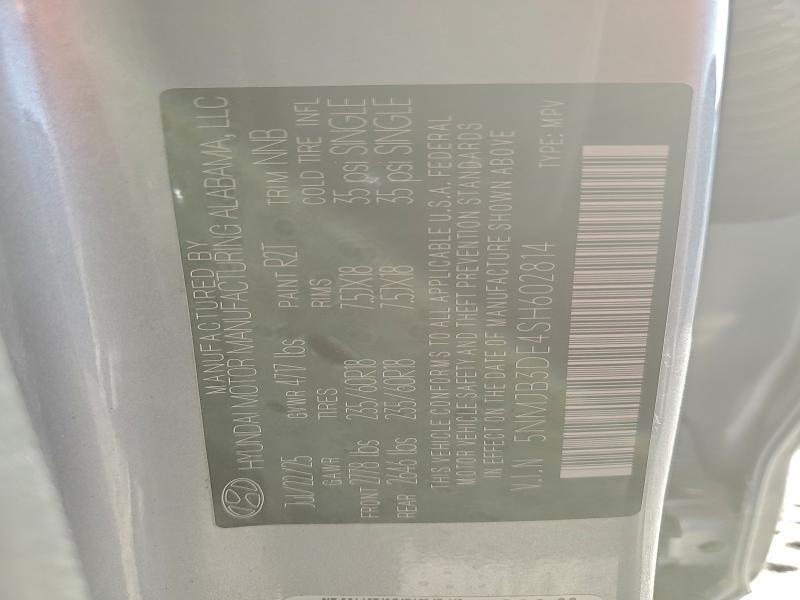 MANUFACTURED BY
HYUNDAI MOTOR MANUFACTURING ALABAMA, LLC
JUL/22/25 GVWR 4717 lbs PAINT R2T TRIM NNB
GAWR TIRES RIMS COLD TIRE INFL
FRONT 2778 lbs 235/60R18 7.5JX18 35 psi SINGLE
REAR 2646 lbs 235/60R18 7.5JX18 35 psi SINGLE
THIS VEHICLE CONFORMS TO ALL APPLICABLE U.S.A. FEDERAL
MOTOR VEHICLE SAFETY AND THEFT PREVENTION STANDARDS
IN EFFECT ON THE DATE OF MANUFACTURE SHOWN ABOVE
V.I.N 5NMJB3DE4SH602814
TYPE: MPV